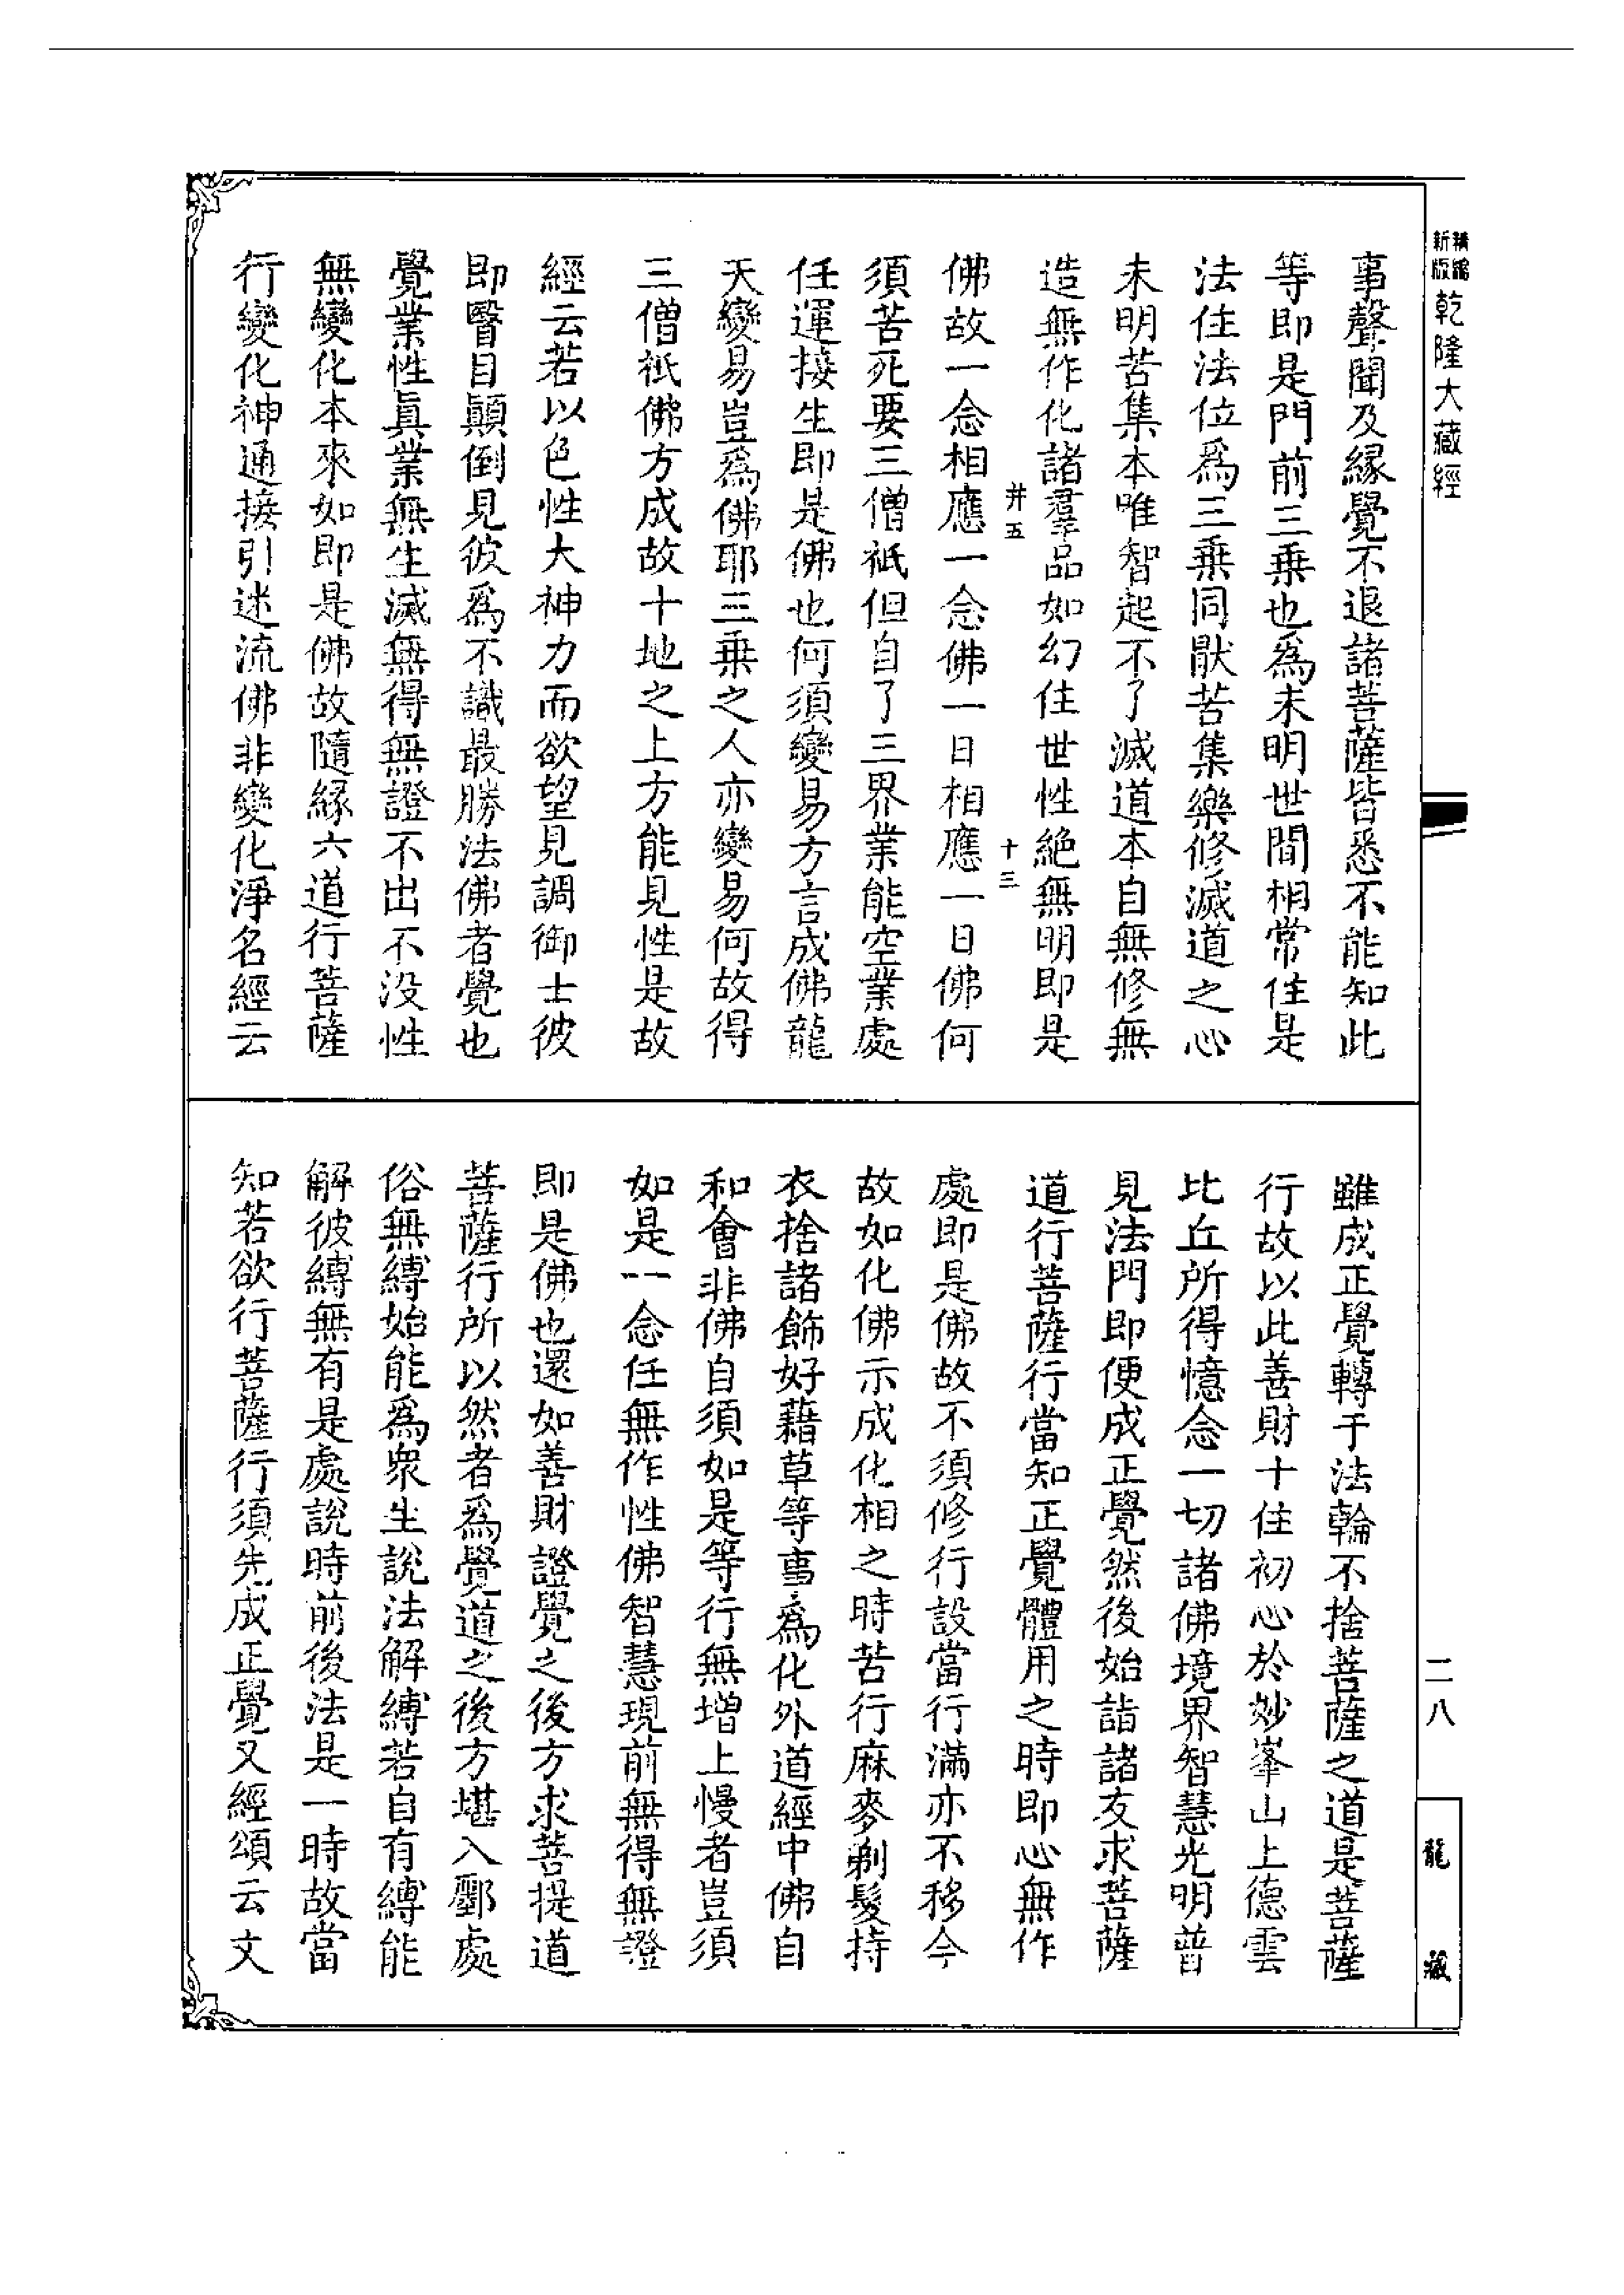 新編
精版
乾隆大藏經
事聲聞及緣覺不退諸菩薩皆悉不能知此
等即是門前三乘也為未明世間相常住是
法住法位為三乘同猒苦集樂修滅道之心
未明苦集本唯智起不了滅道本自無修無
造無作化諸羣品如幻住世性絕無明即是
并五 十三
佛故一念相應一念佛一日相應一日佛何
須苦死要三僧祇但自了三界業能空業處
任運接生即是佛也何須變易方言成佛龍
天變易豈為佛耶三乘之人亦變易何故得
三僧祇佛方成故十地之上方能見性是故
經云若以色性大神力而欲望見調御士彼
即瞖目顛倒見彼為不識最勝法佛者覺也
覺業性真業無生滅無得無證不出不沒性
無變化本來如即是佛故隨緣六道行菩薩
行變化神通接引迷流佛非變化淨名經云
雖成正覺轉于法輪不捨菩薩之道是菩薩
行故以此善財十住初心於妙峯山上德雲
比丘所得憶念一切諸佛境界智慧光明普
見法門即便成正覺然後始詣諸友求菩薩
道行菩薩行當知正覺體用之時即心無作
處即是佛故不須修行設當行滿亦不移今
故如化佛示成化相之時苦行麻麥剃髮持
衣捨諸飾好藉草等事為化外道經中佛自
和會非佛自須如是等行無增上慢者豈須
如是一念任無作性佛智慧現前無得無證
即是佛也還如善財證覺之後方求菩提道
菩薩行所以然者為覺道之後方堪入鄽處
俗無縛始能為眾生說法解縛若自有縛能
解彼縛無有是處說時前後法是一時故當
知若欲行菩薩行須先成正覺又經頌云文
二八
龍藏